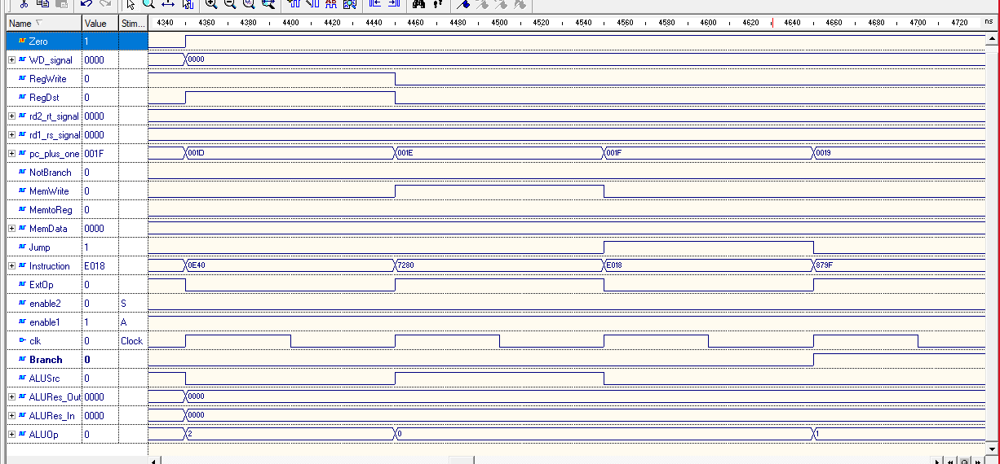 Name Value Stim... 4340 4360 4380 4400 4420 4440 4460 4480 4500 4520 4540 4560 4580 4600 4620 4640 4660 4680 4700 4720 ns
Zero 1
WD_signal 0000 0000
RegWrite 0
RegDst 0
rd2_rt_signal 0000
rd1_rs_signal 0000
pc_plus_one 001F 001D 001E 001F 0019
NotBranch 0
MemWrite 0
MemtoReg 0
MemData 0000
Jump 1
Instruction E018 0E40 7280 E018 879F
ExtOp 0
enable2 0 S
enable1 1 A
clk 0 Clock
Branch 0
ALUSrc 0
ALURes_Out 0000 0000
ALURes_In 0000 0000
ALUOp 0 2 0 1